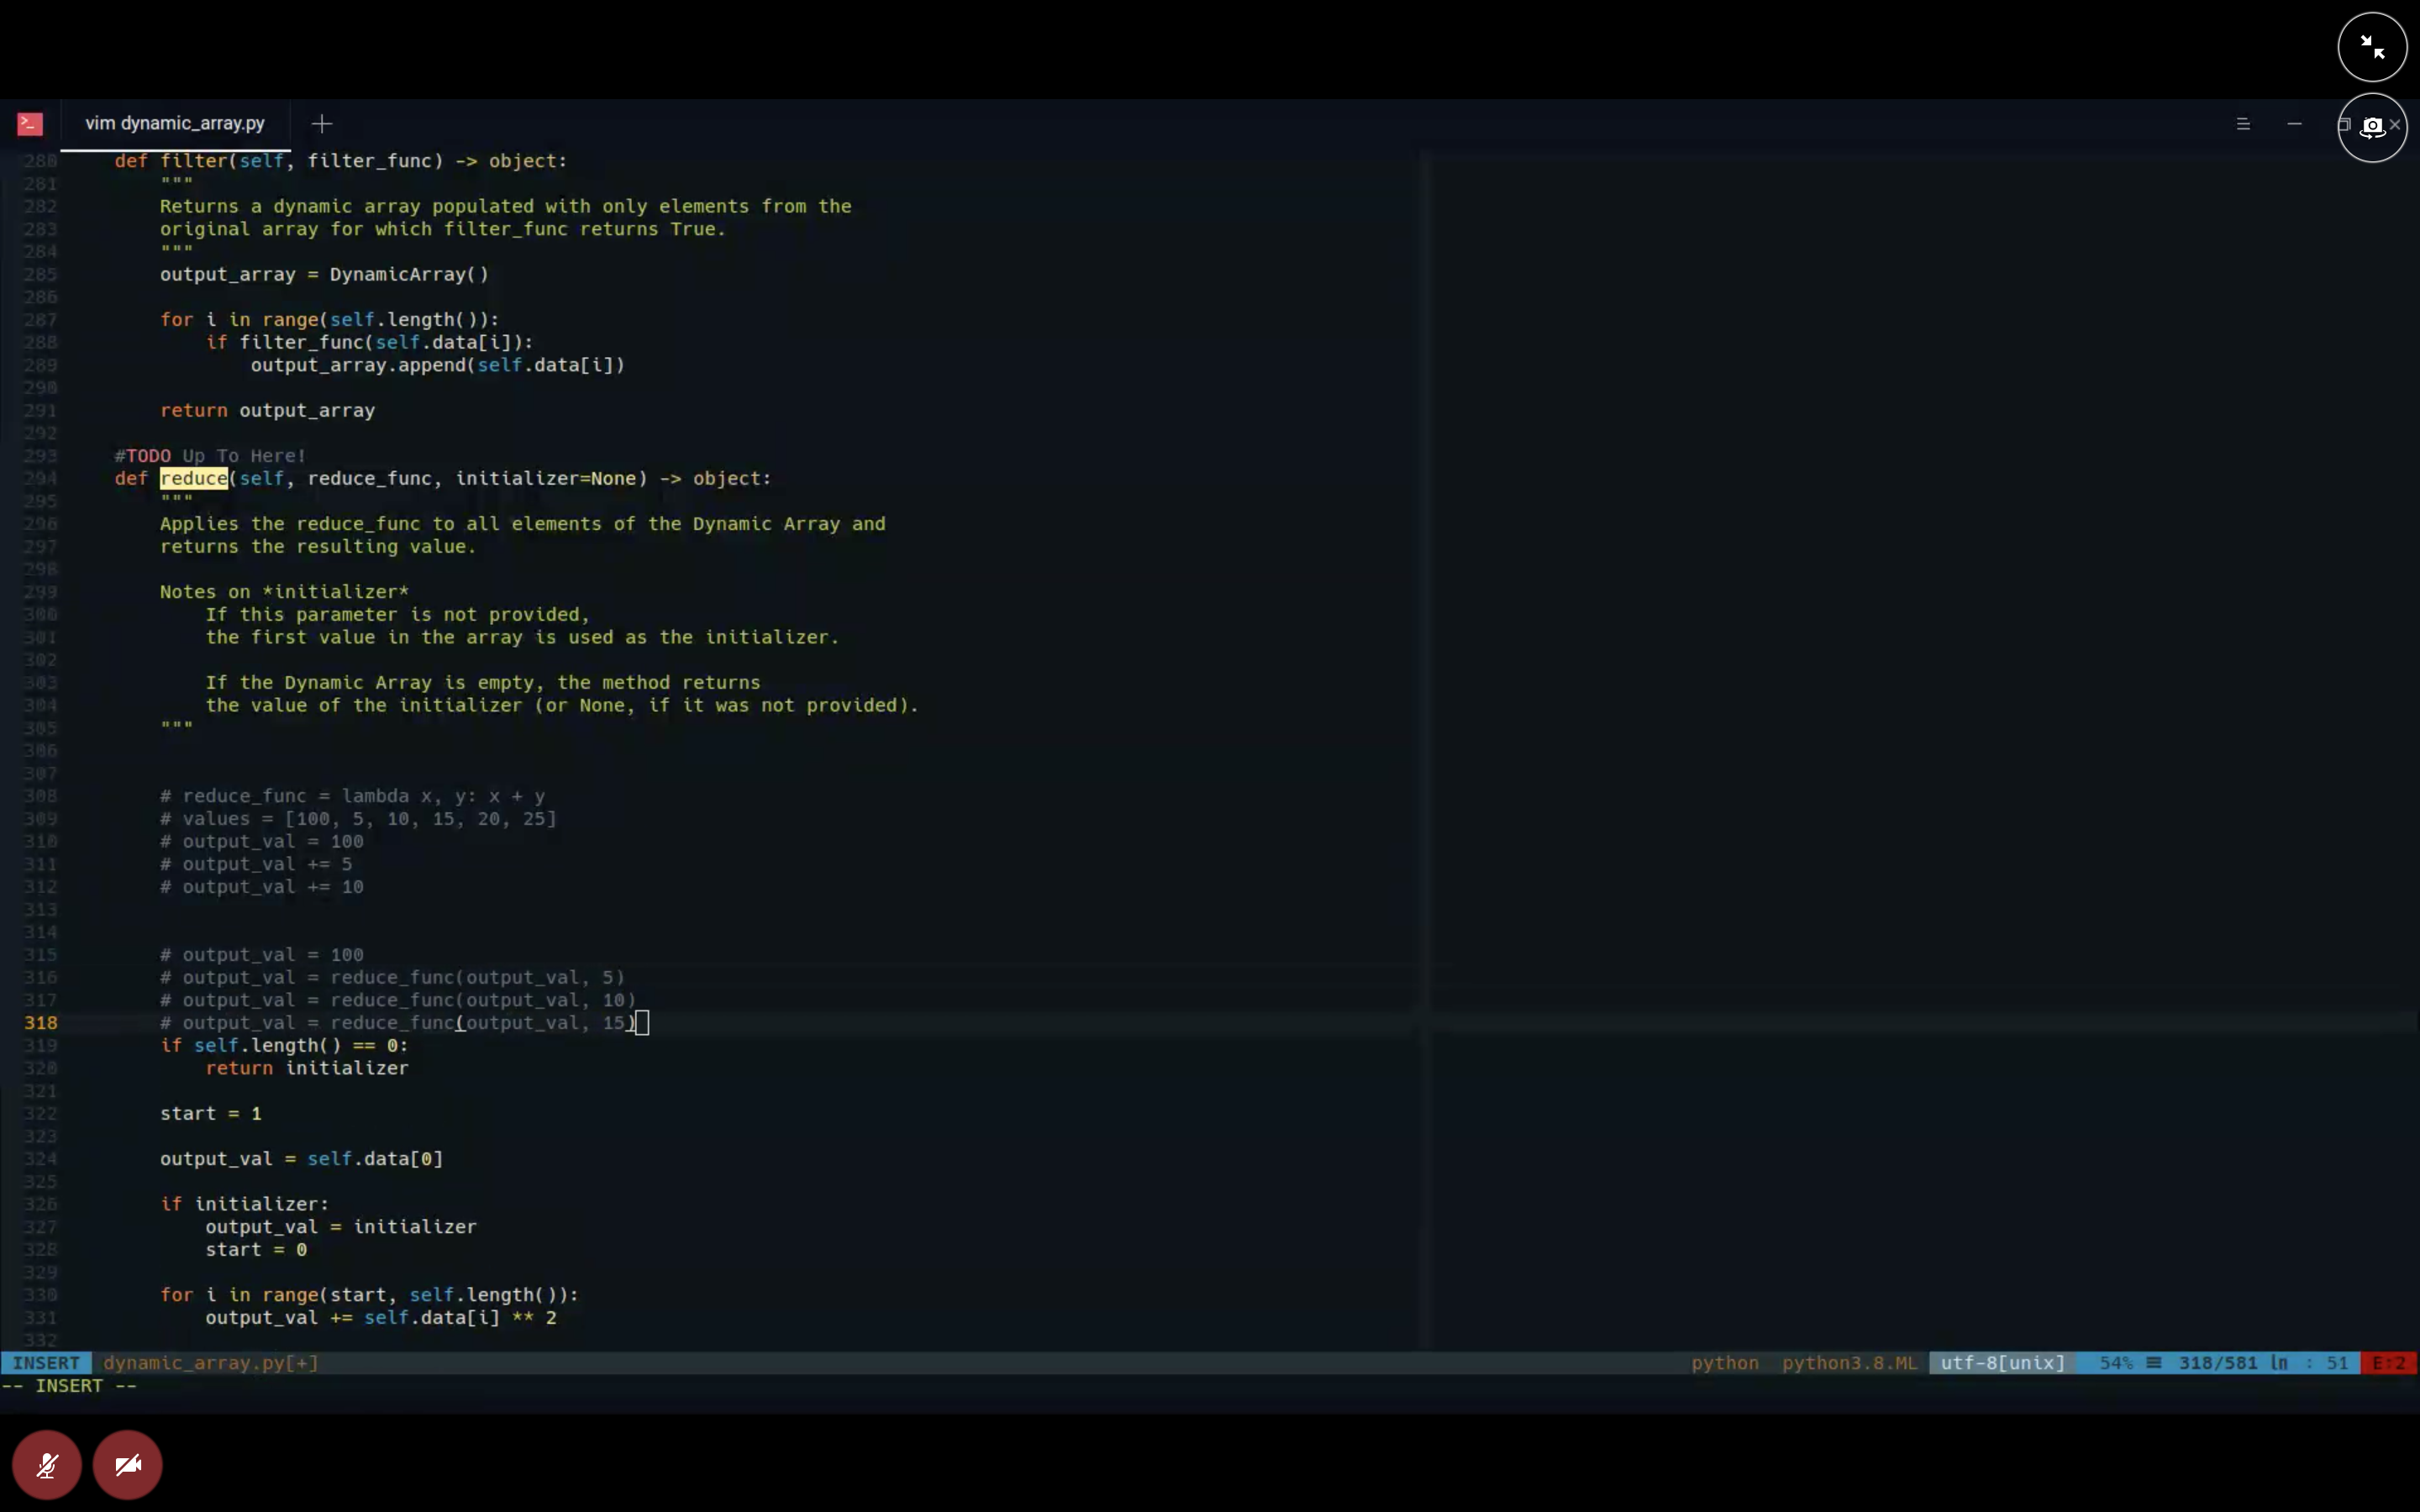 vim dynamic_array.py
280 def filter(self, filter_func) -> object:
281 """
282 Returns a dynamic array populated with only elements from the
283 original array for which filter_func returns True.
284 """
285 output_array = DynamicArray()
286
287 for i in range(self.length()):
288 if filter_func(self.data[i]):
289 output_array.append(self.data[i])
290
291 return output_array
292
293 #TODO Up To Here!
294 def reduce(self, reduce_func, initializer=None) -> object:
295 """
296 Applies the reduce_func to all elements of the Dynamic Array and
297 returns the resulting value.
298
299 Notes on *initializer*
300 If this parameter is not provided,
301 the first value in the array is used as the initializer.
302
303 If the Dynamic Array is empty, the method returns
304 the value of the initializer (or None, if it was not provided).
305 """
306
307
308 # reduce_func = lambda x, y: x + y
309 # values = [100, 5, 10, 15, 20, 25]
310 # output_val = 100
311 # output_val += 5
312 # output_val += 10
313
314
315 # output_val = 100
316 # output_val = reduce_func(output_val, 5)
317 # output_val = reduce_func(output_val, 10)
318 # output_val = reduce_func(output_val, 15)
319 if self.length() == 0:
320 return initializer
321
322 start = 1
323
324 output_val = self.data[0]
325
326 if initializer:
327 output_val = initializer
328 start = 0
329
330 for i in range(start, self.length()):
331 output_val += self.data[i] ** 2
332
INSERT dynamic_array.py[+] python python3.8.ML utf-8[unix] 54% ≡ 318/581 ln : 51 E:2
-- INSERT --